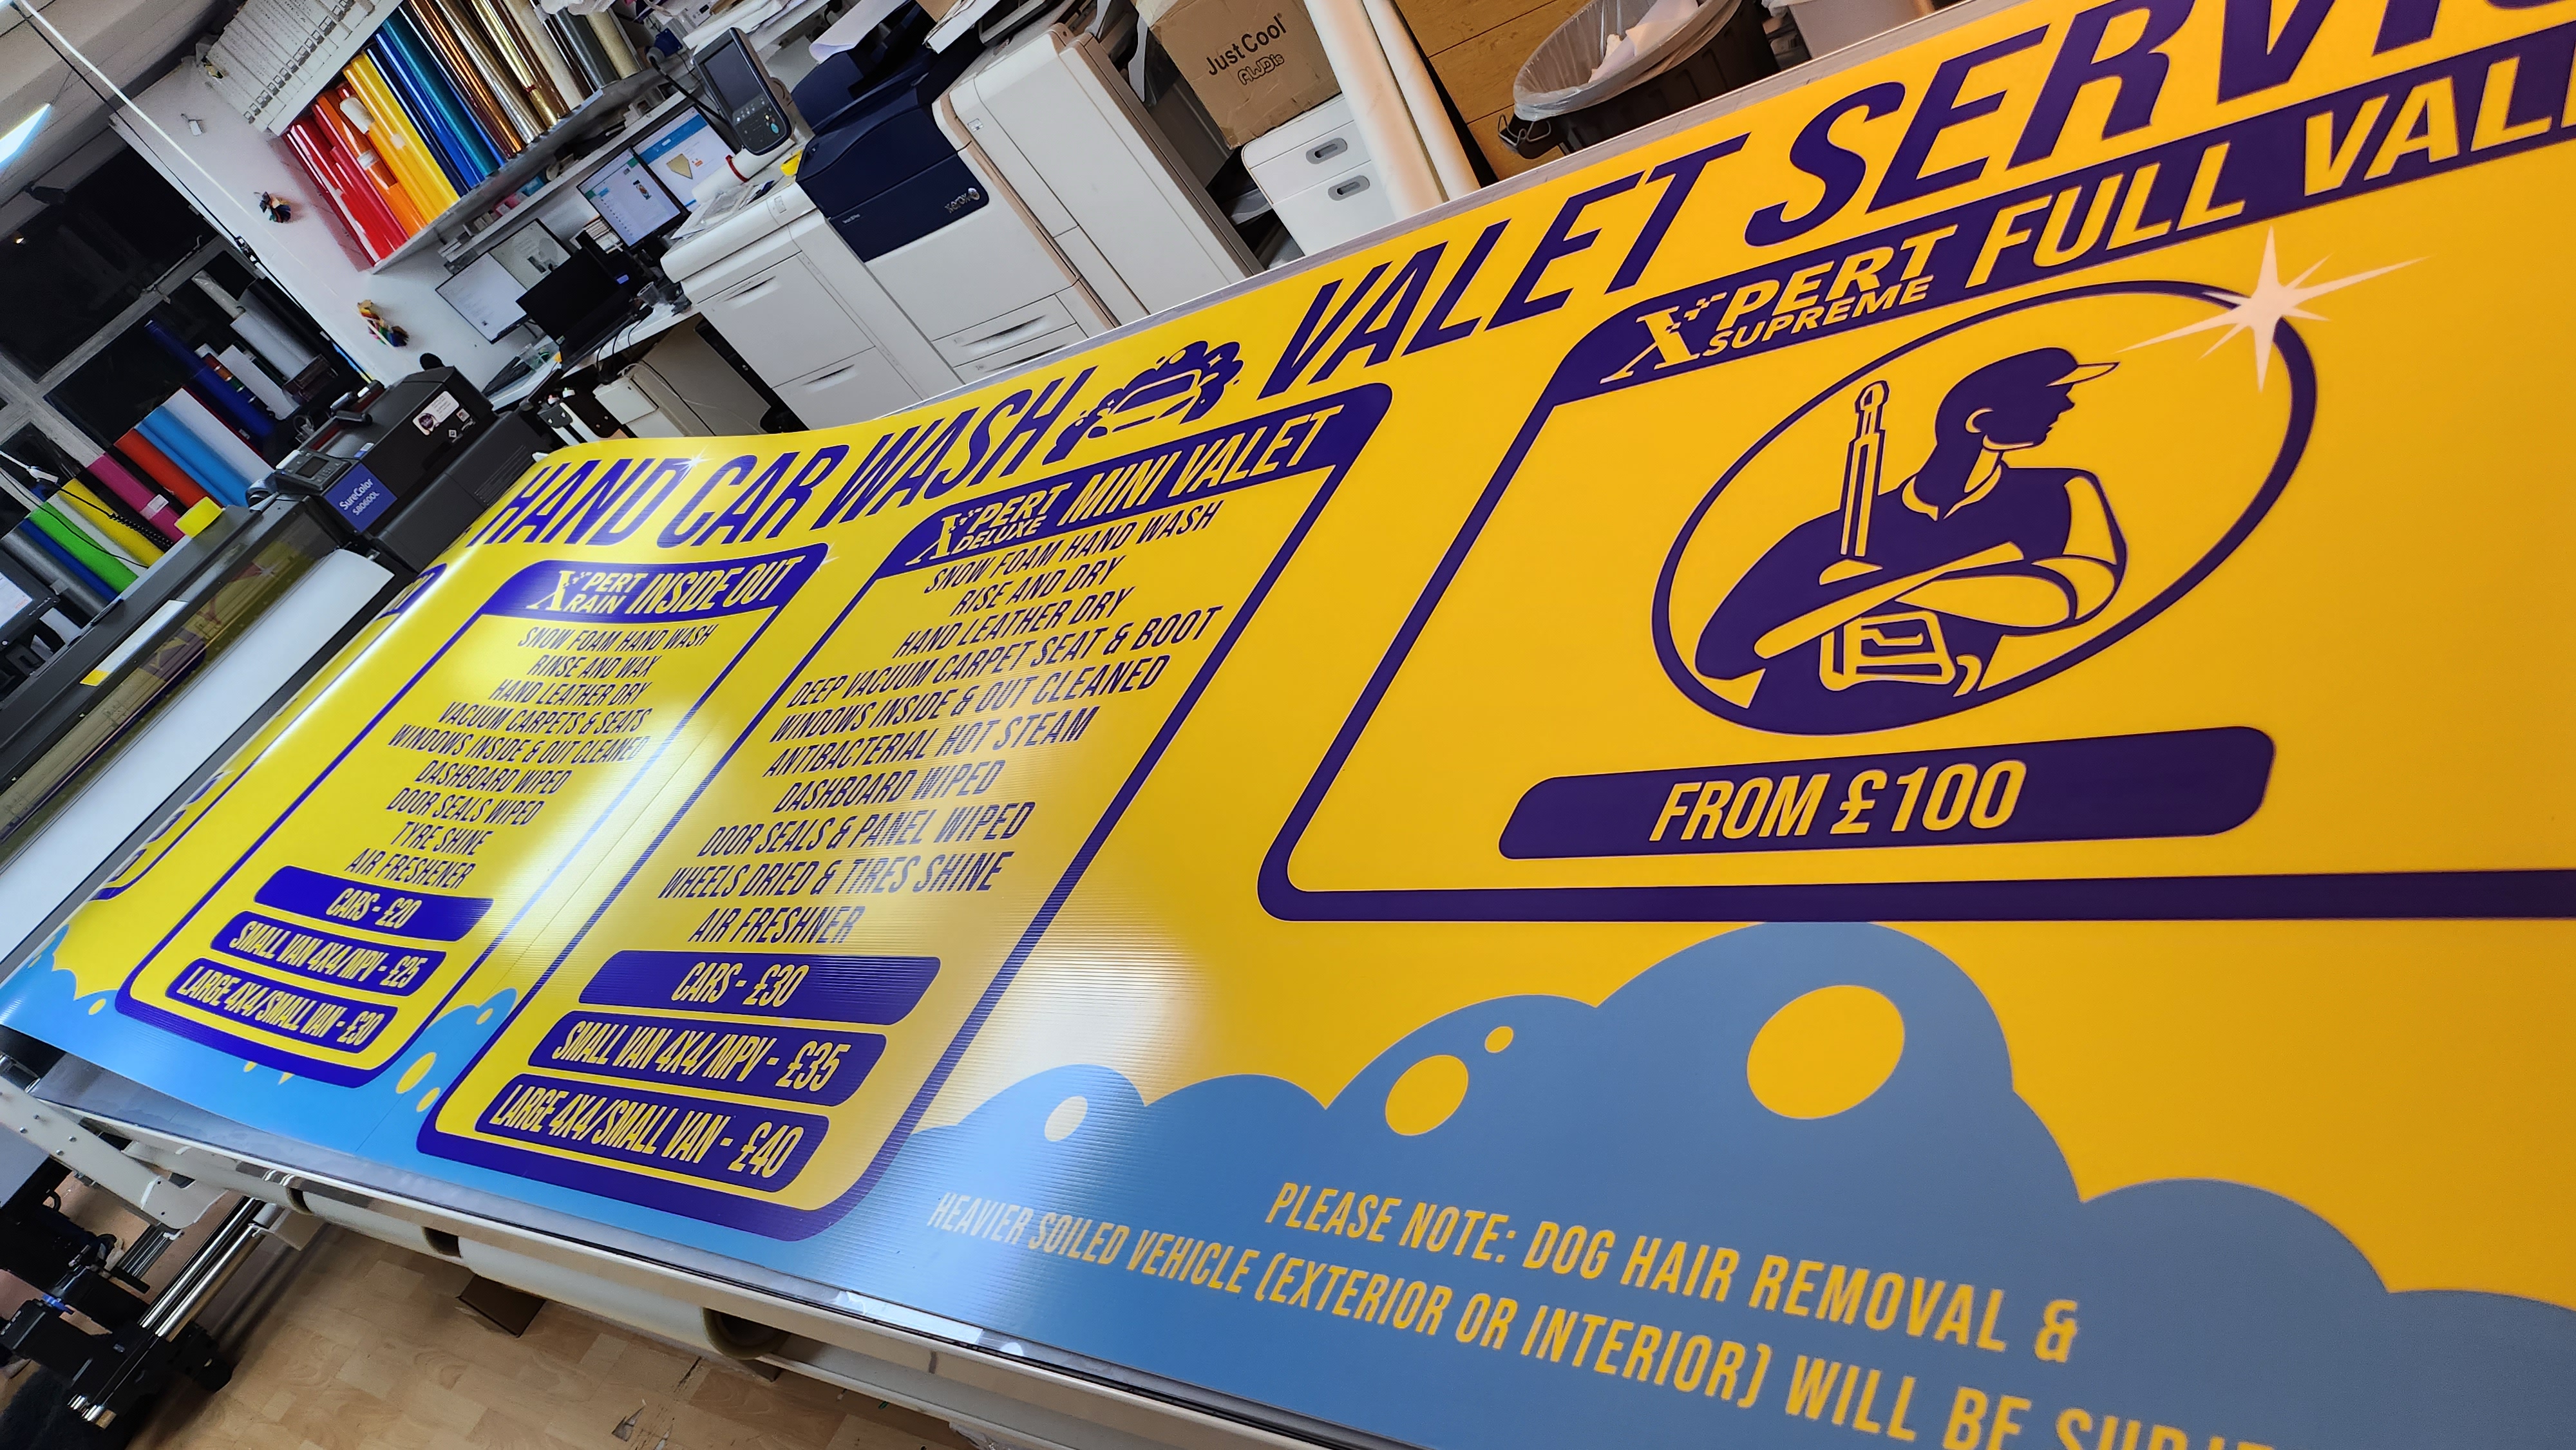 JustCool
AWDis
xerox
SureColor
HAND CAR WASH VALET SERVIC
XPERT RAIN INSIDE OUT
SNOW FOAM HAND WASH
RINSE AND WAX
HAND LEATHER DRY
VACUUM CARPETS & SEATS
WINDOWS INSIDE & OUT CLEANED
DASHBOARD WIPED
DOOR SEALS WIPED
TYRE SHINE
AIR FRESHENER
CARS - £20
SMALL VAN 4X4/MPV - £25
LARGE 4X4/SMALL VAN - £30
XPERT DELUXE MINI VALET
SNOW FOAM HAND WASH
RISE AND DRY
HAND LEATHER DRY
DEEP VACUUM CARPET SEAT & BOOT
WINDOWS INSIDE & OUT CLEANED
ANTIBACTERIAL HOT STEAM
DASHBOARD WIPED
DOOR SEALS & PANEL WIPED
WHEELS DRIED & TIRES SHINE
AIR FRESHNER
CARS - £30
SMALL VAN 4X4/MPV - £35
LARGE 4X4/SMALL VAN - £40
XPERT SUPREME FULL VALE
FROM £100
PLEASE NOTE: DOG HAIR REMOVAL &
HEAVIER SOILED VEHICLE (EXTERIOR OR INTERIOR) WILL BE